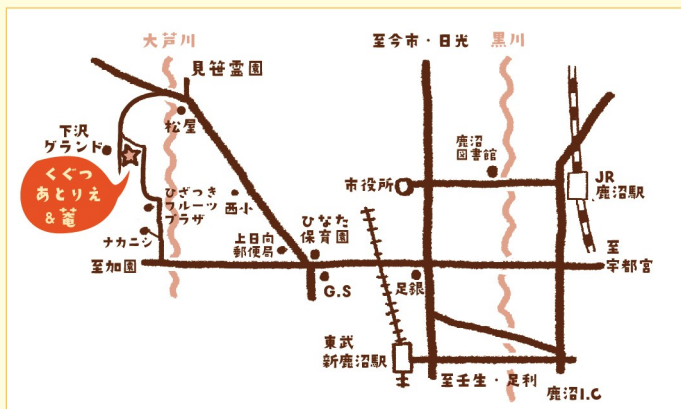 大芦川
至今市・日光
黒川
見笹霊園
松屋
下沢
グランド
くぐつ
あとりえ
&菴
ひざつき
フルーツ
プラザ
西小
ナカニシ
上日向
郵便局
ひなた
保育園
至加園
G.S
足銀
市役所
鹿沼
図書館
JR
鹿沼駅
至
宇都宮
東武
新鹿沼駅
至壬生・足利
鹿沼I.C